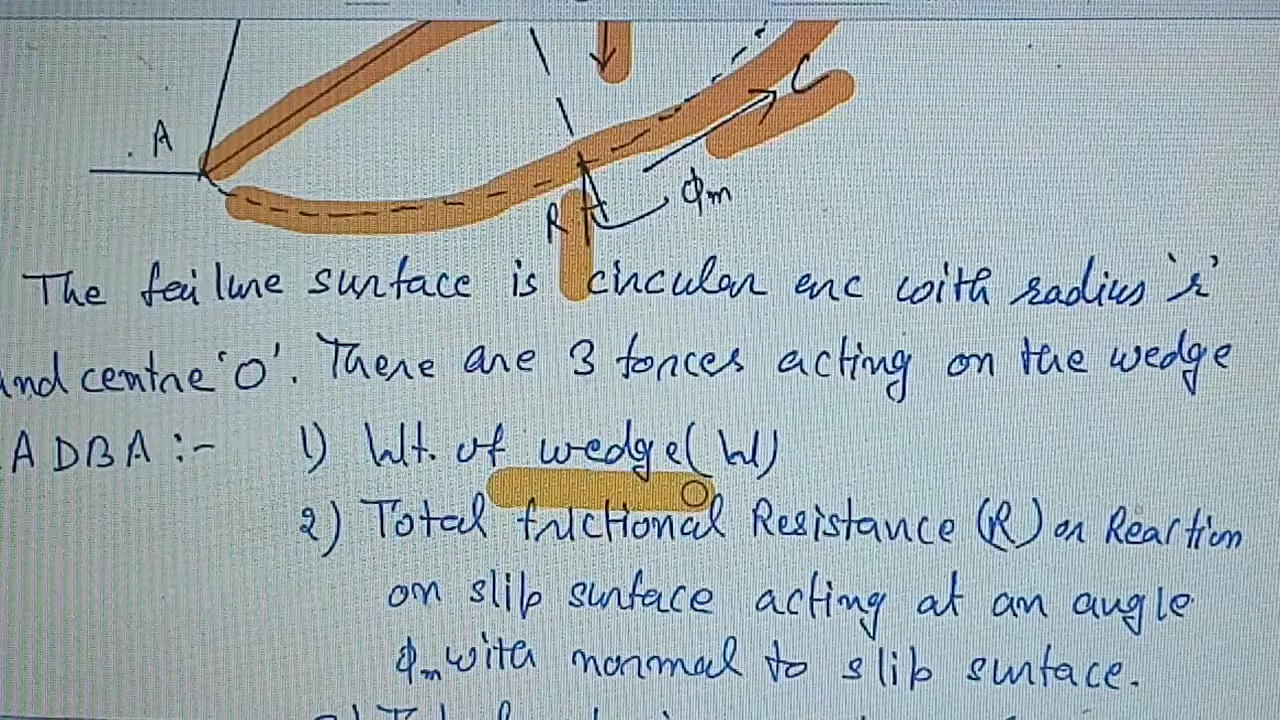 A
C
R
ϕm
The failure surface is circular arc with radius 'r'
and centre 'O'. There are 3 forces acting on the wedge
ADBA :- 1) Wt. of wedge (W)
2) Total frictional Resistance (R) or Reaction
on slip surface acting at an angle
ϕm with normal to slip surface.